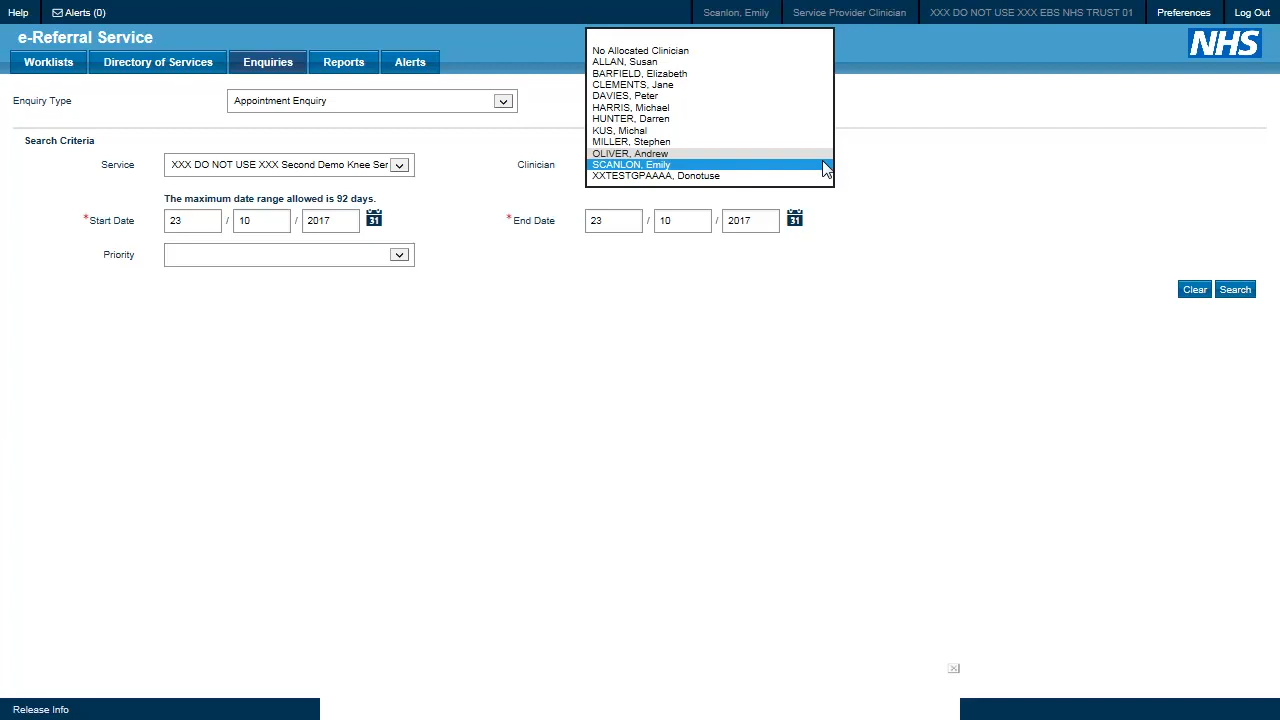 Help
Alerts (0)
Scanlon, Emily
Service Provider Clinician
XXX DO NOT USE XXX EBS NHS TRUST 01
Preferences
Log Out
e-Referral Service
NHS
Worklists
Directory of Services
Enquiries
Reports
Alerts
Enquiry Type
Appointment Enquiry
Search Criteria
Service
XXX DO NOT USE XXX Second Demo Knee Ser
Clinician
No Allocated Clinician
ALLAN, Susan
BARFIELD, Elizabeth
CLEMENTS, Jane
DAVIES, Peter
HARRIS, Michael
HUNTER, Darren
KUS, Michal
MILLER, Stephen
OLIVER, Andrew
SCANLON, Emily
XXTESTGPAAAA, Donotuse
The maximum date range allowed is 92 days.
*Start Date
23 / 10 / 2017
31
*End Date
23 / 10 / 2017
31
Priority
Clear
Search
Release Info